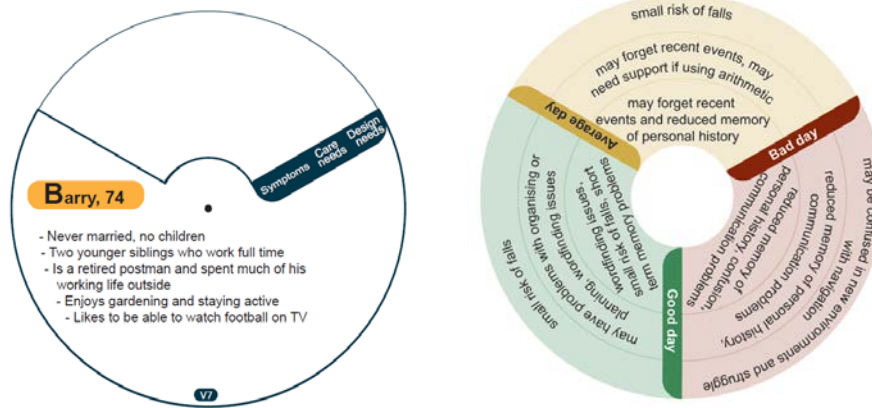 Symptoms
Care needs
Design needs
Barry, 74
- Never married, no children
- Two younger siblings who work full time
- Is a retired postman and spent much of his
working life outside
- Enjoys gardening and staying active
- Likes to be able to watch football on TV
V7
small risk of falls
may forget recent events, may
need support if using arithmetic
may forget recent
events and reduced memory
of personal history
Average day
Bad day
may be confused in new environments and struggle
with navigation
reduced memory of personal history,
communication problems
reduced memory of
personal history, confusion,
communication problems
Good day
small risk of falls
may have problems with organising or
planning, wordfinding issues
wordfinding issues,
small risk of falls, short
term memory problems